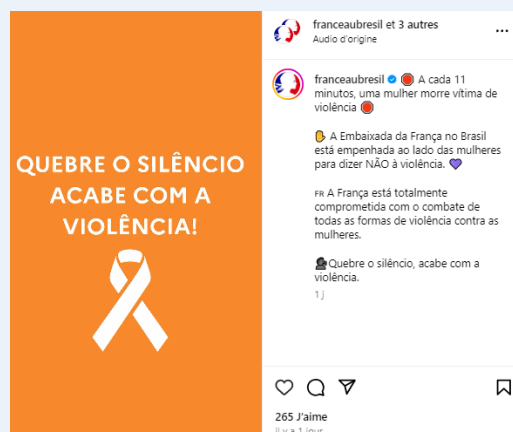 QUEBRE O SILÊNCIO
ACABE COM A
VIOLÊNCIA!
franceaubresil et 3 autres
Audio d'origine
franceaubresil 🛑 A cada 11
minutos, uma mulher morre vítima de
violência 🛑
✋ A Embaixada da França no Brasil
está empenhada ao lado das mulheres
para dizer NÃO à violência. 💜
FR A França está totalmente
comprometida com o combate de
todas as formas de violência contra as
mulheres.
🗣Quebre o silêncio, acabe com a
violência.
1 j
265 J'aime
il y a 1 jour